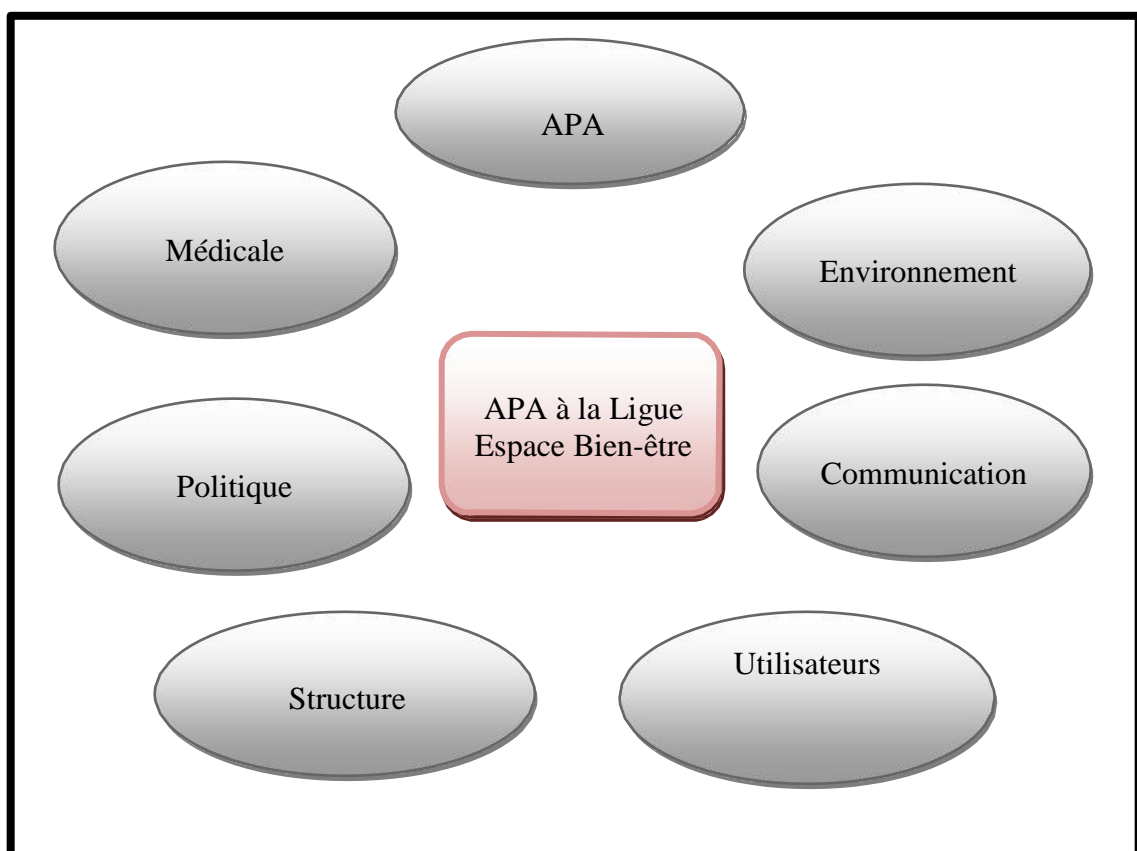 APA
Médicale
Environnement
APA à la Ligue
Espace Bien-être
Politique
Communication
Structure
Utilisateurs